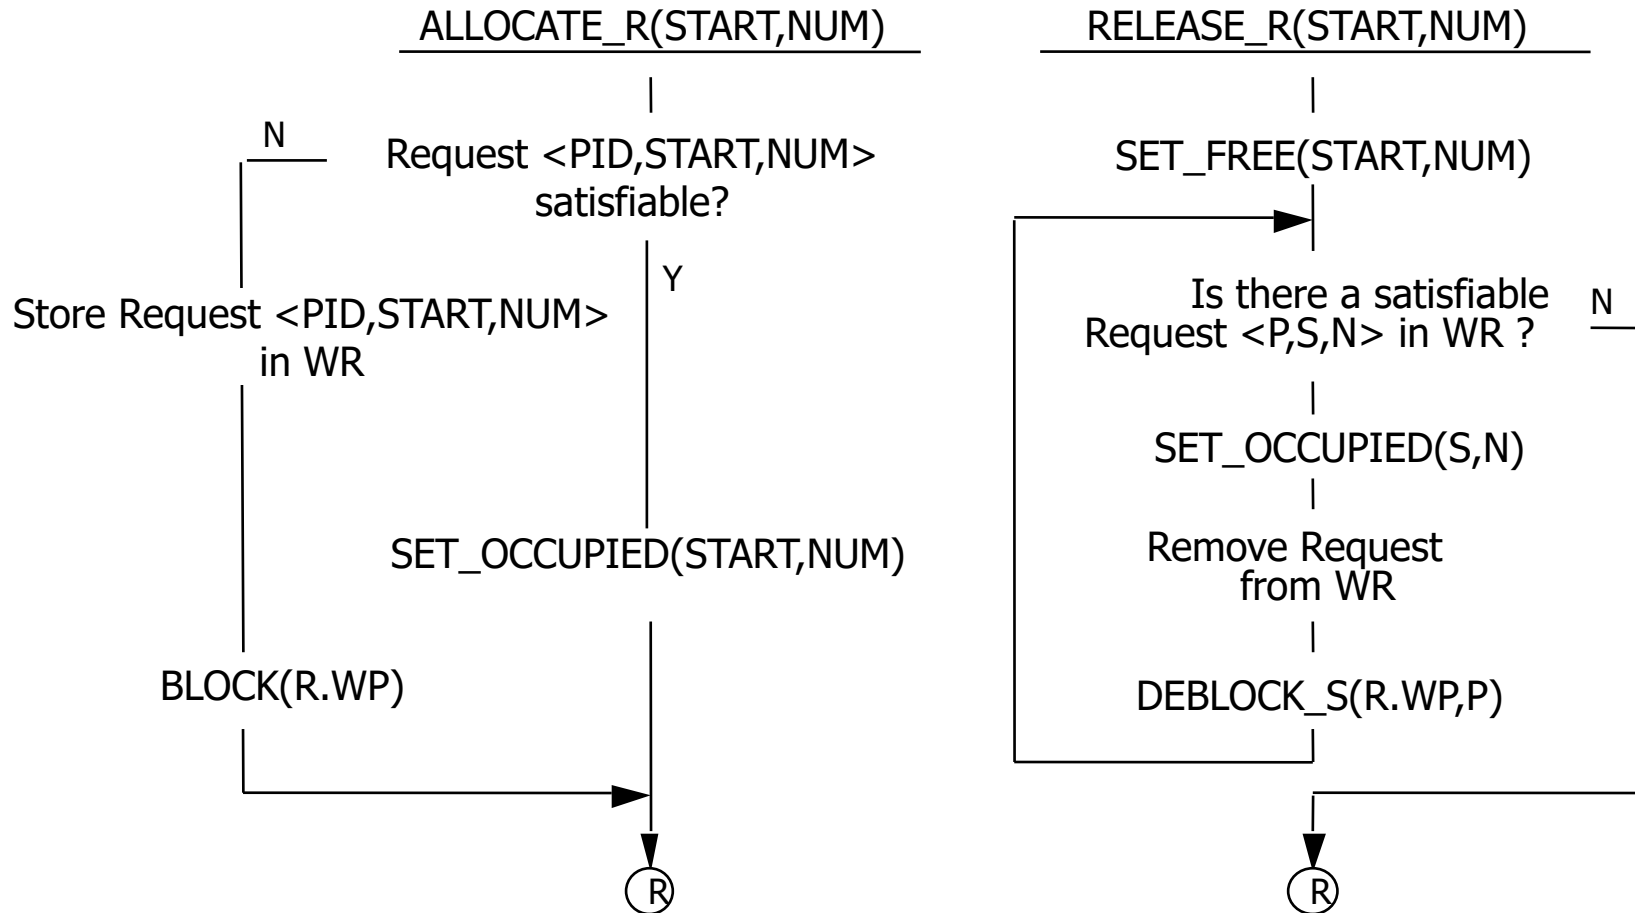 ALLOCATE_R(START,NUM)
N
Request <PID,START,NUM>
satisfiable?
Y
Store Request <PID,START,NUM>
in WR
SET_OCCUPIED(START,NUM)
BLOCK(R.WP)
R
RELEASE_R(START,NUM)
SET_FREE(START,NUM)
Is there a satisfiable
Request <P,S,N> in WR ?
N
SET_OCCUPIED(S,N)
Remove Request
from WR
DEBLOCK_S(R.WP,P)
R